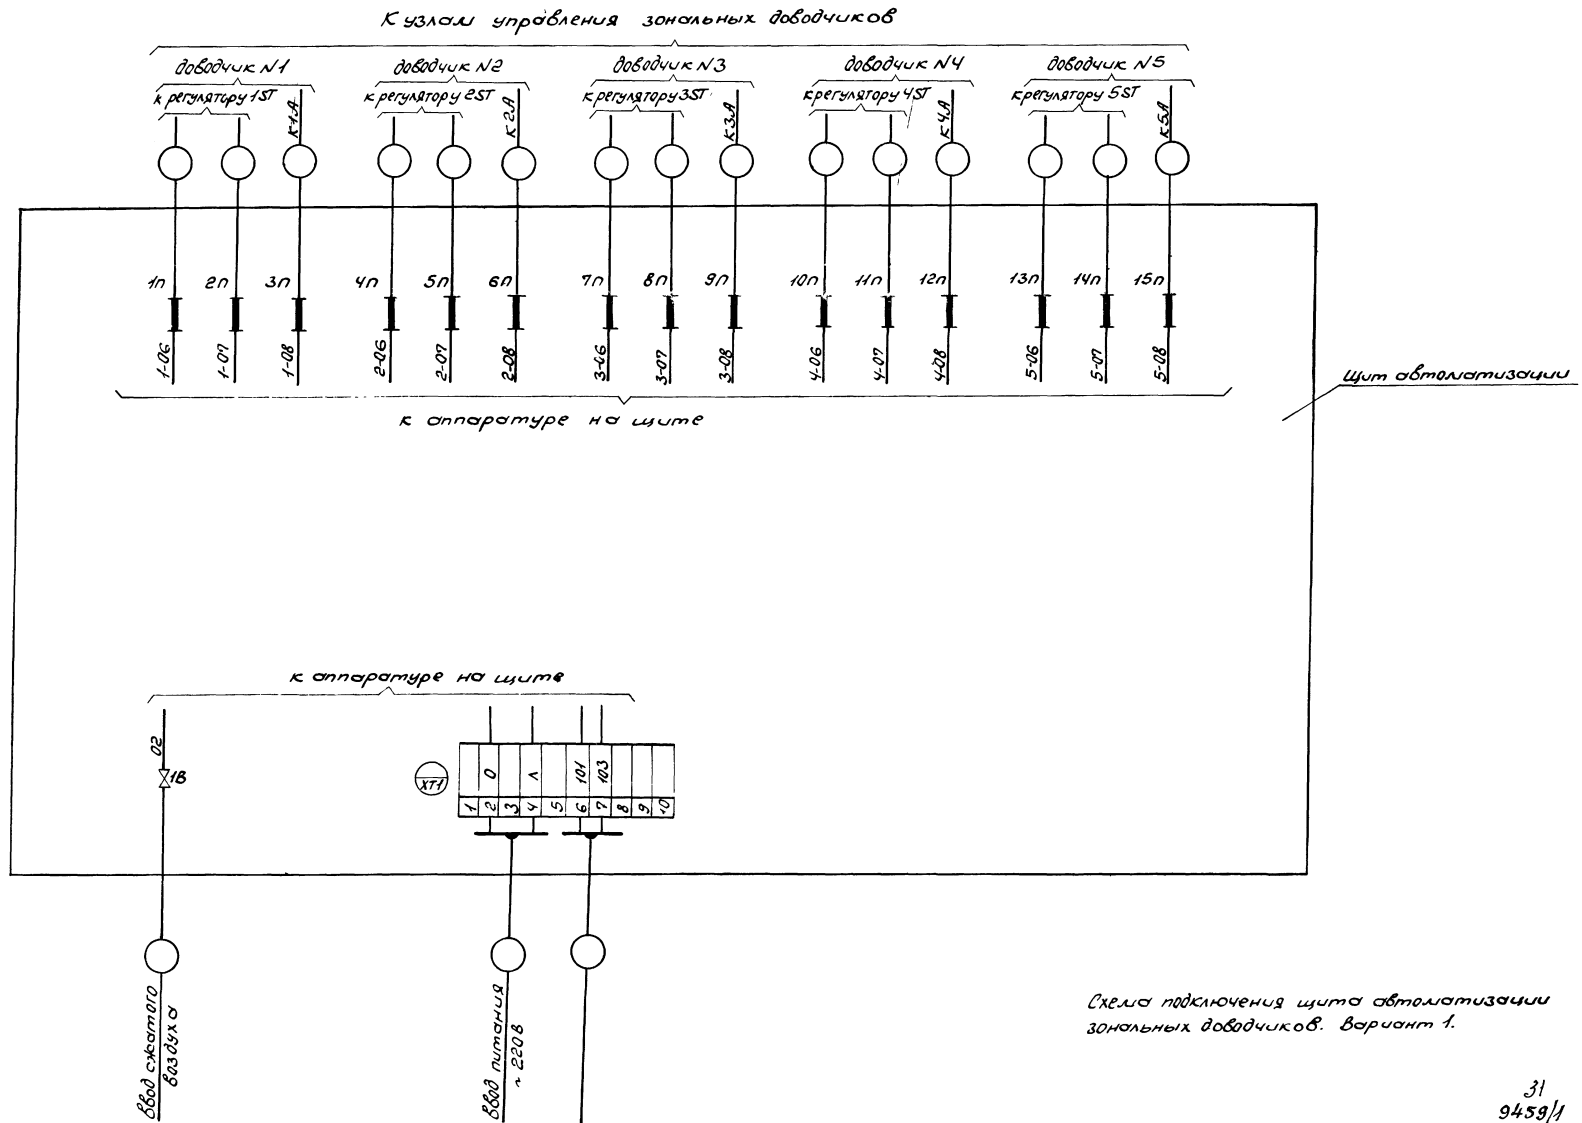 К узлам управления зональных доводчиков
доводчик N1 доводчик N2 доводчик N3 доводчик N4 доводчик N5
к регулятору 1ST к1А к регулятору 2ST к2А к регулятору 3ST к3А к регулятору 4ST к4А к регулятору 5ST к5А
1п 2п 3п 4п 5п 6п 7п 8п 9п 10п 11п 12п 13п 14п 15п
1-06 1-07 1-08 2-06 2-07 2-08 3-06 3-07 3-08 4-06 4-07 4-08 5-06 5-07 5-08
Щит автоматизации
к аппаратуре на щите
к аппаратуре на щите
02
1В
ХТ1
О Л 101 103
1 2 3 4 5 6 7 8 9 10
Ввод сжатого
воздуха
Ввод питания
~ 220В
Схема подключения щита автоматизации
зональных доводчиков. Вариант 1.
31
9459/1